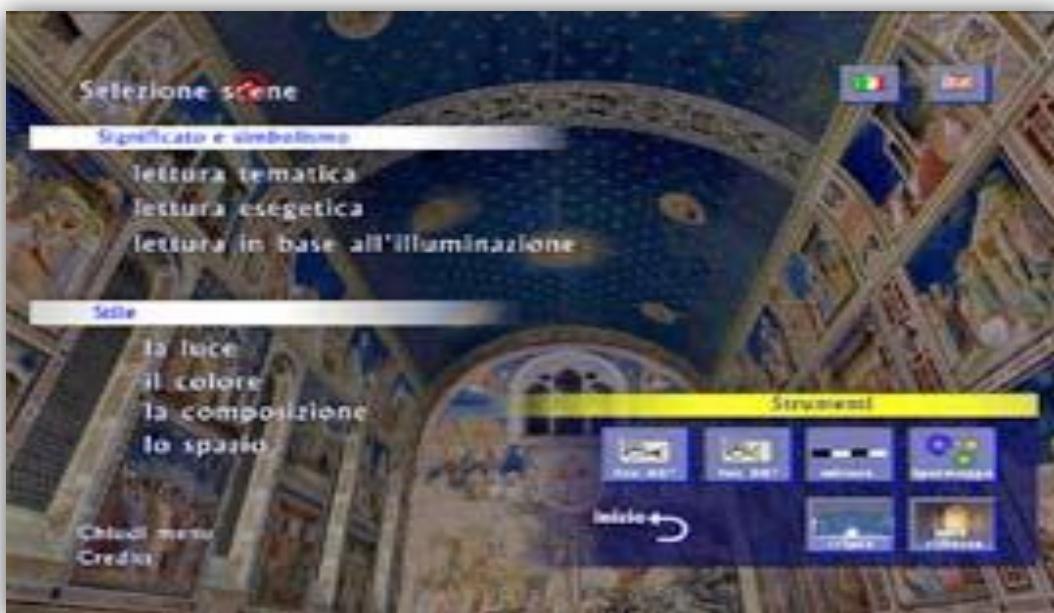 Selezione scene
Significato e simbolismo
lettura tematica
lettura esegetica
lettura in base all'illuminazione
Stile
la luce
il colore
la composizione
lo spazio
Strumenti
inizio
Chiudi menu
Credits